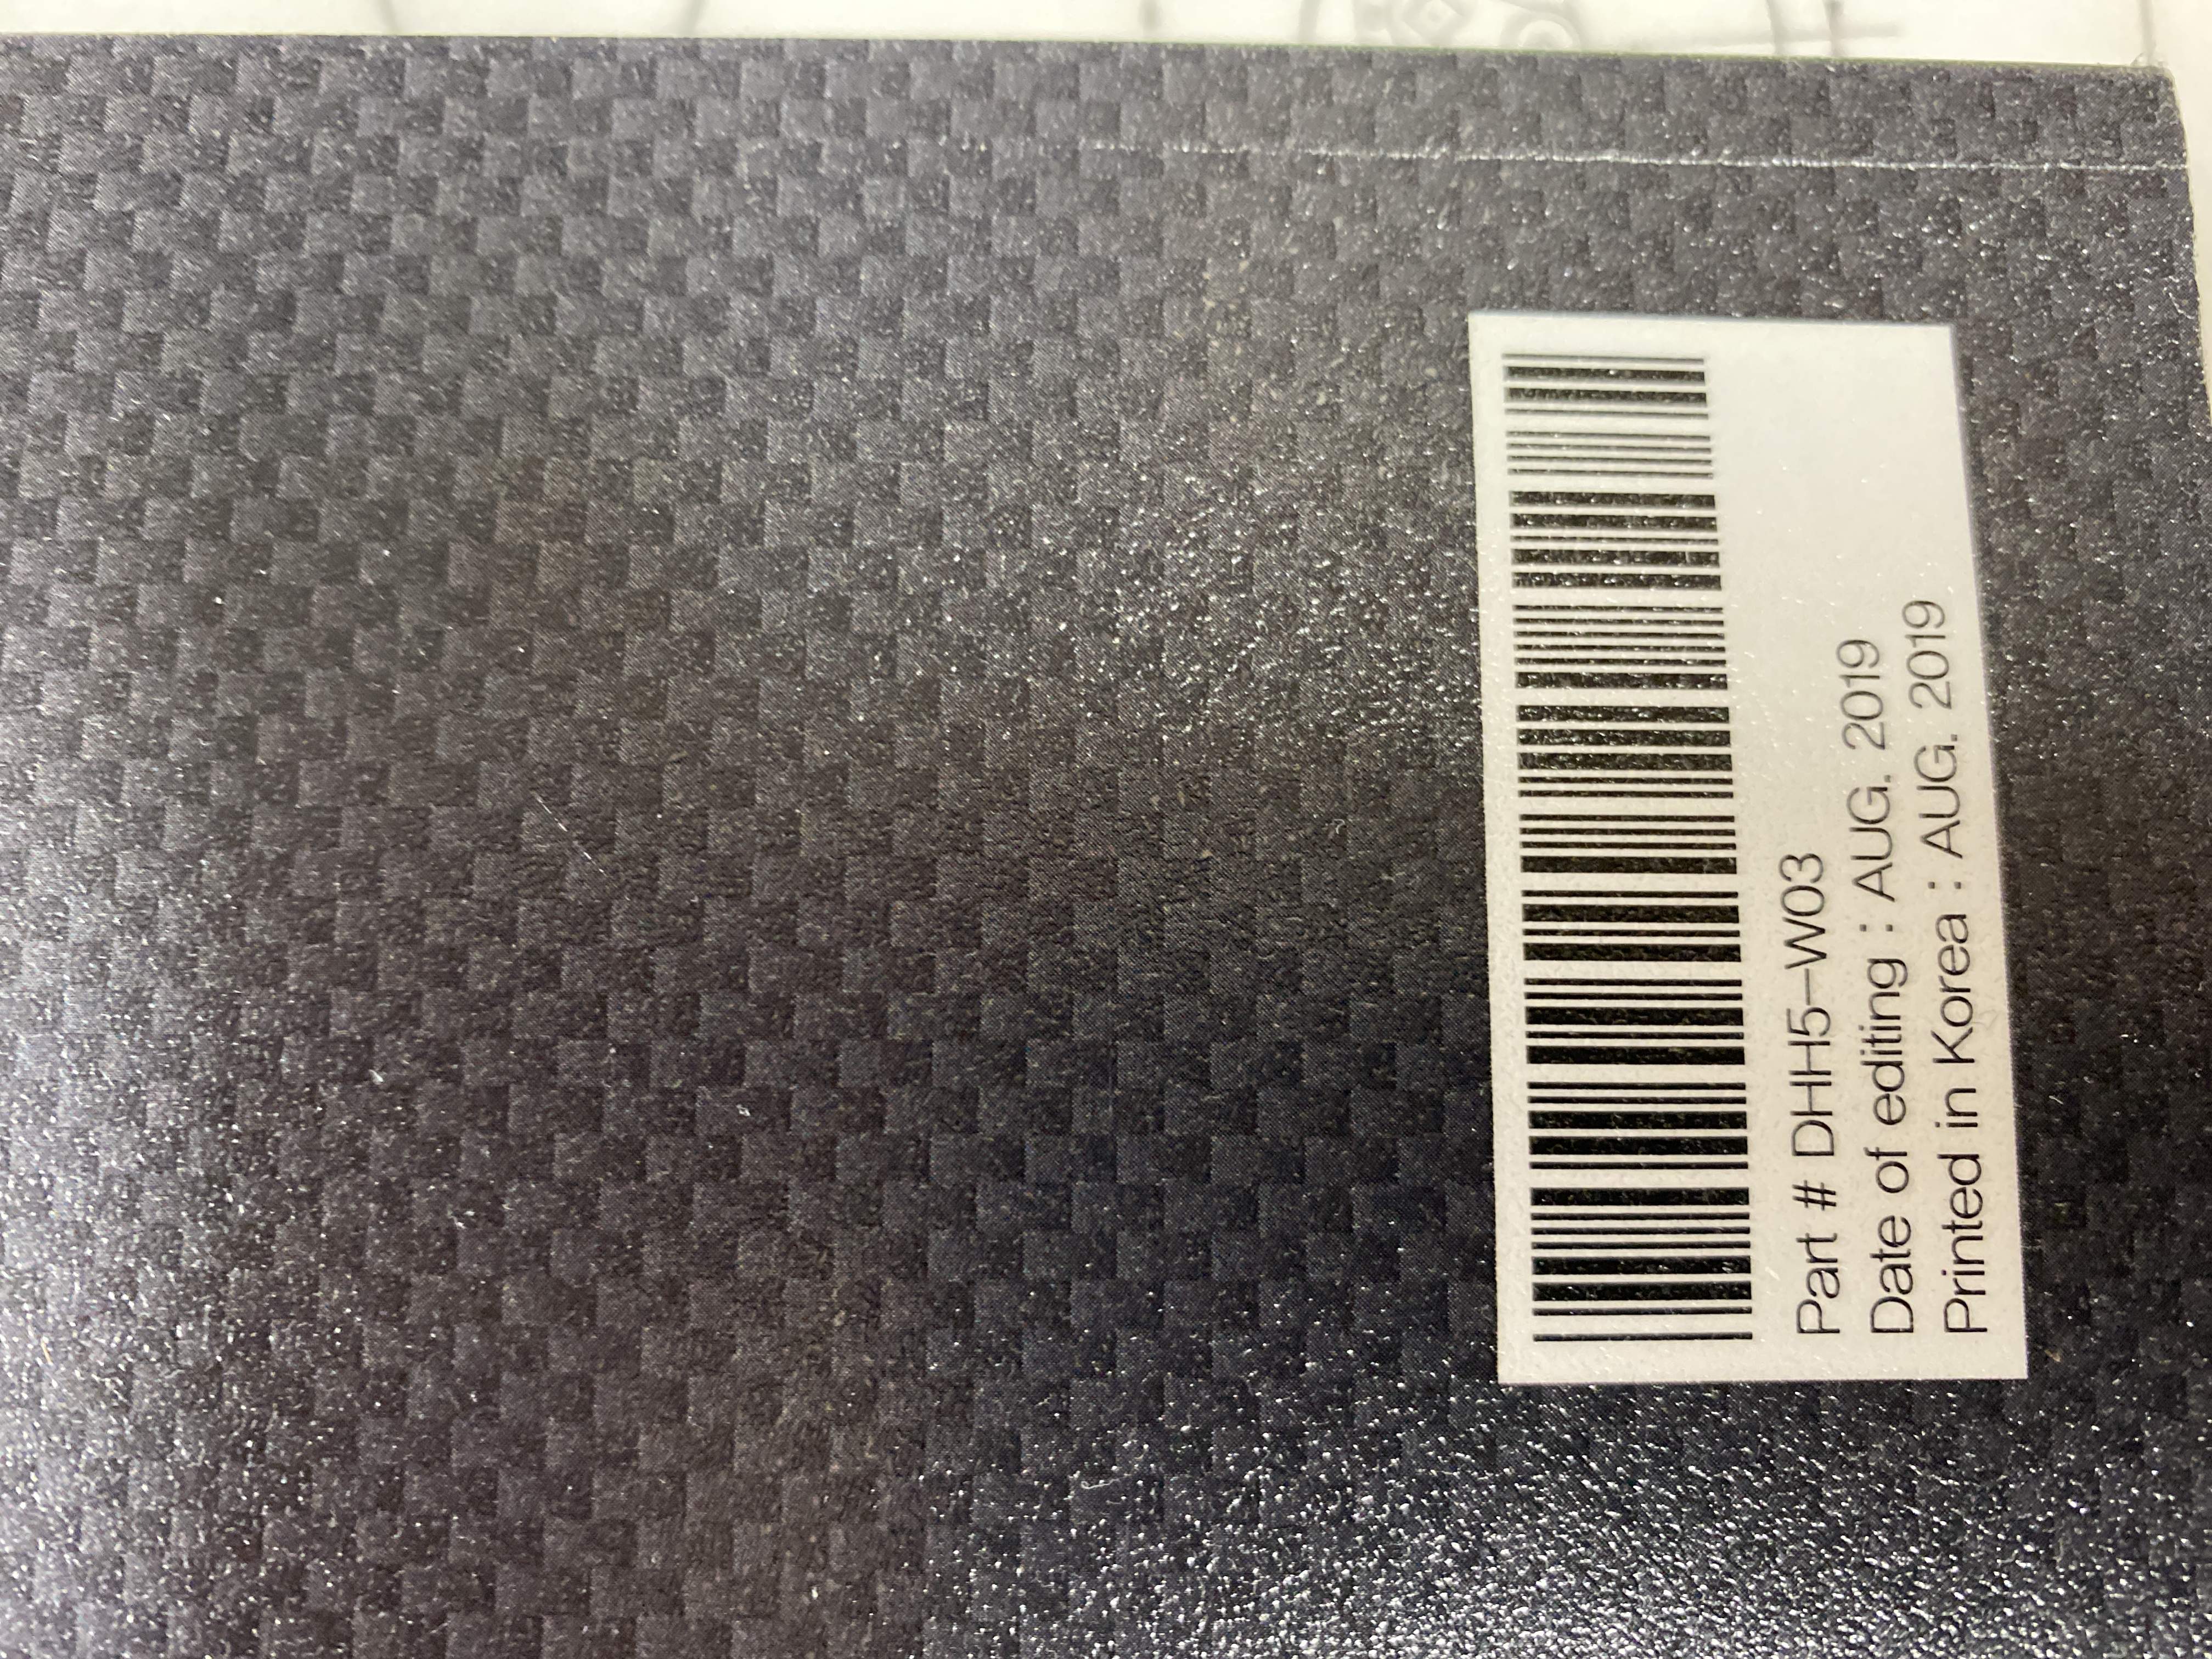 Part # DHH5–W03
Date of editing : AUG. 2019
Printed in Korea : AUG. 2019